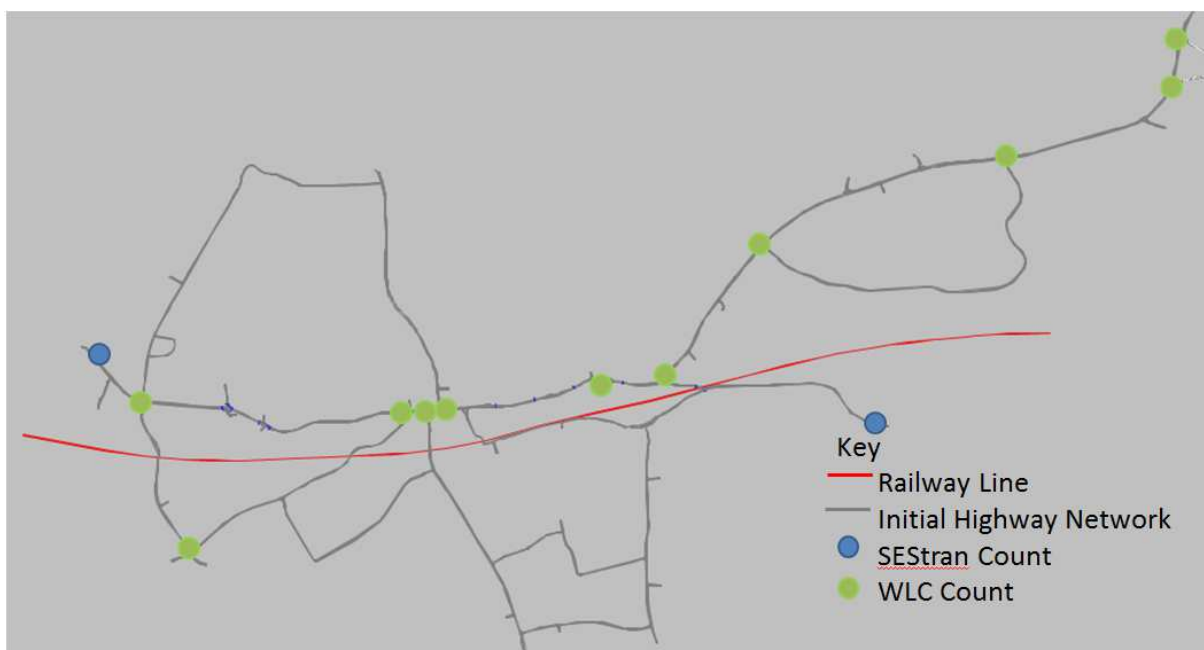 Key
Railway Line
Initial Highway Network
SEStran Count
WLC Count